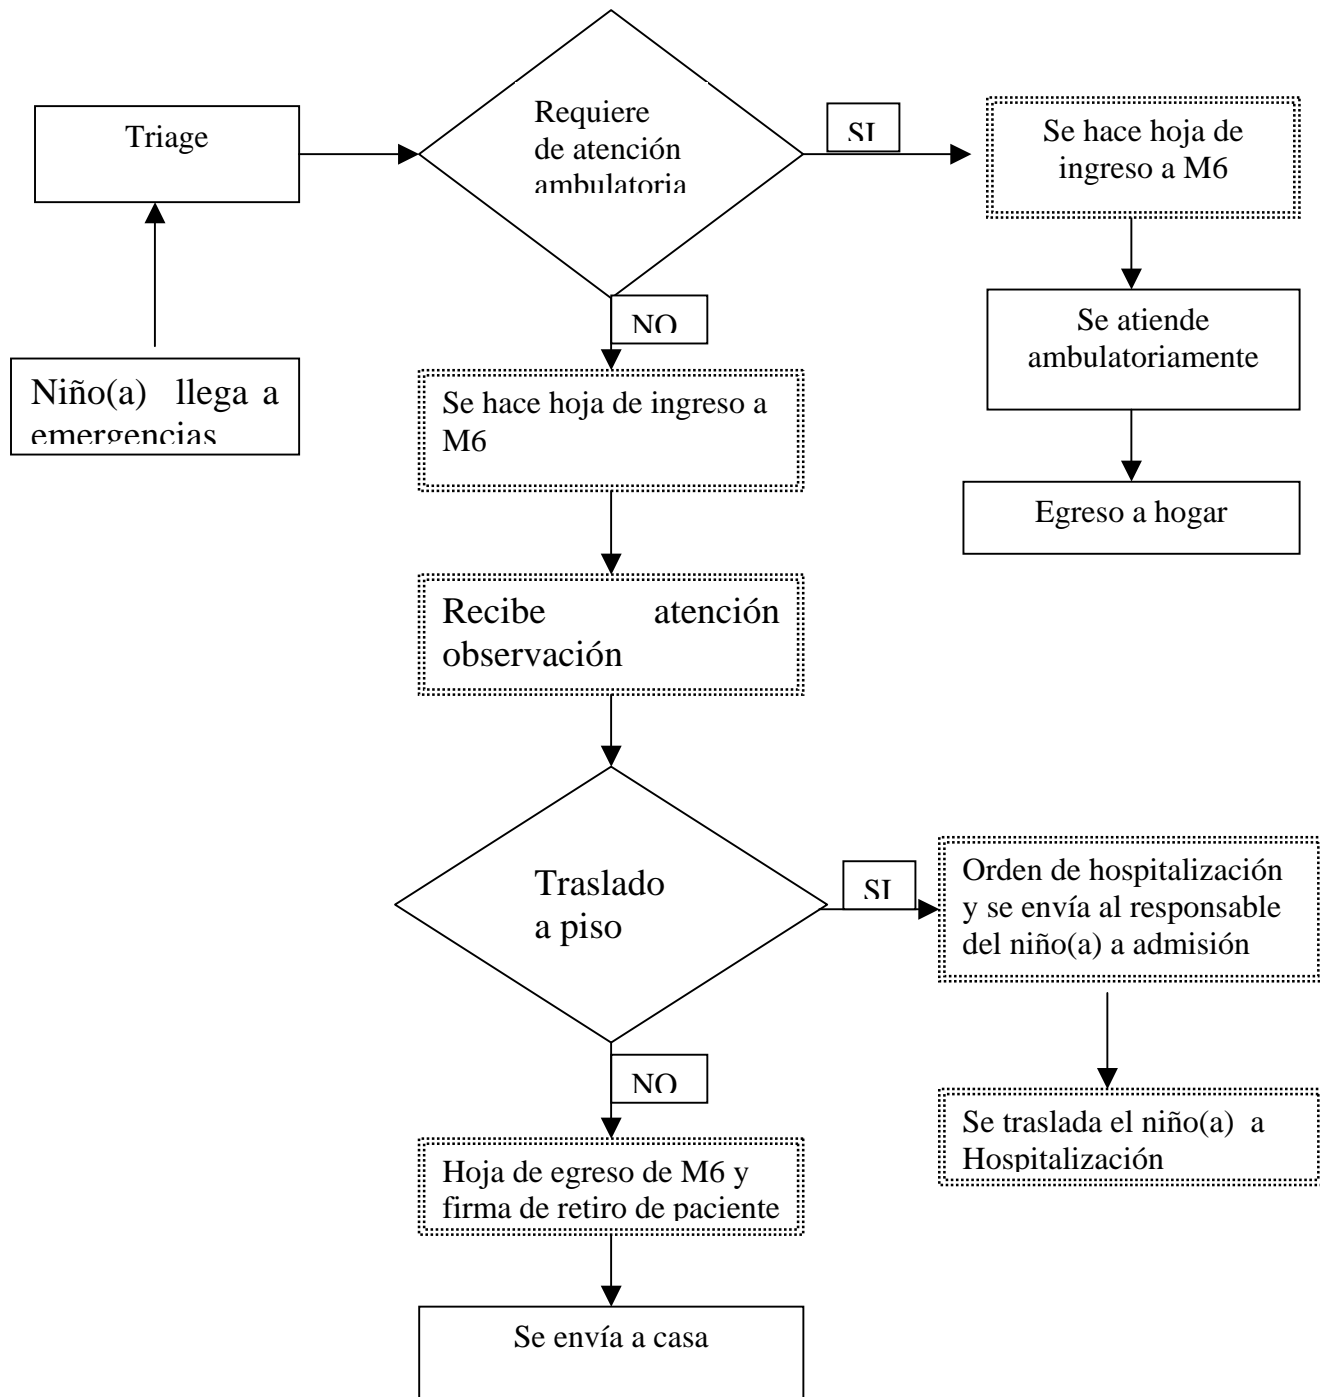 Niño(a) llega a
emergencias
Triage
Requiere
de atención
ambulatoria
SI
Se hace hoja de
ingreso a M6
Se atiende
ambulatoriamente
Egreso a hogar
NO
Se hace hoja de ingreso a
M6
Recibe atención
observación
Traslado
a piso
SI
Orden de hospitalización
y se envía al responsable
del niño(a) a admisión
Se traslada el niño(a) a
Hospitalización
NO
Hoja de egreso de M6 y
firma de retiro de paciente
Se envía a casa